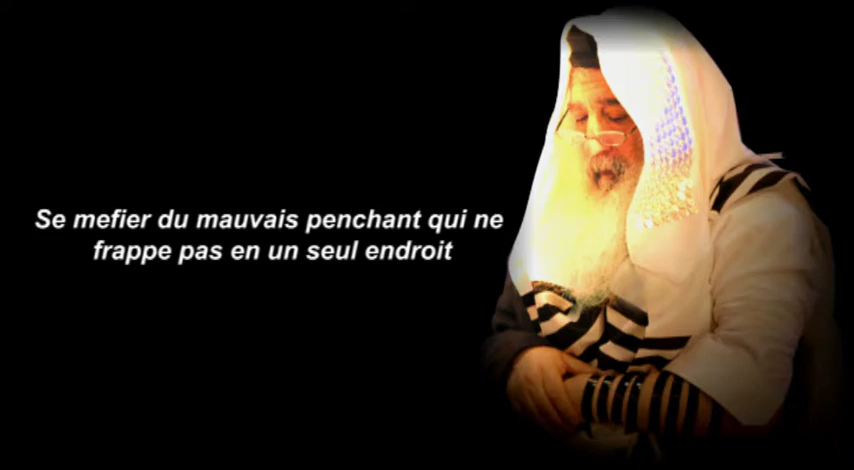 Se mefier du mauvais penchant qui ne
frappe pas en un seul endroit